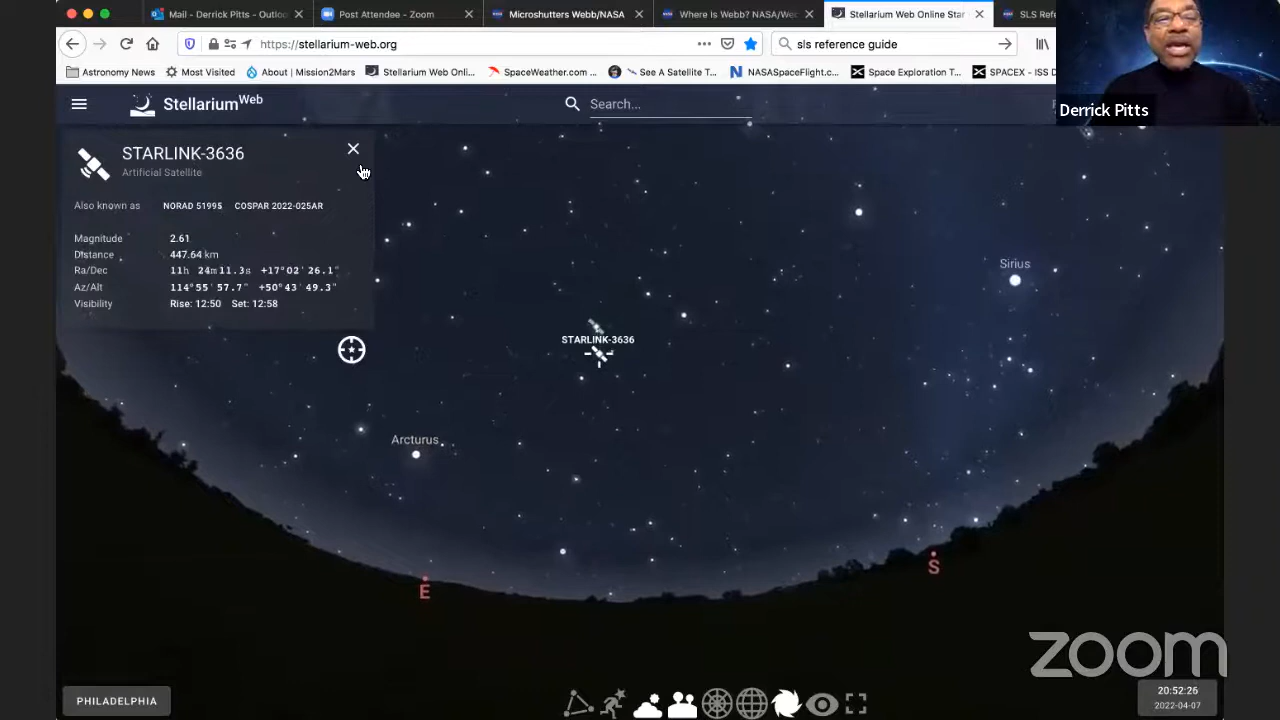 Mail - Derrick Pitts - Outloo
Post Attendee - Zoom
Microshutters Webb/NASA
Where Is Webb? NASA/Web
Stellarium Web Online Star
SLS Refe
https://stellarium-web.org
sls reference guide
Astronomy News
Most Visited
About | Mission2Mars
Stellarium Web Onli...
SpaceWeather.com ...
See A Satellite T...
NASASpaceFlight.c...
Space Exploration T...
SPACEX - ISS D
Derrick Pitts
StellariumWeb
Search...
STARLINK-3636
Artificial Satellite
Also known as NORAD 51995 COSPAR 2022-025AR
Magnitude 2.61
Distance 447.64 km
Ra/Dec 11h 24m11.3s +17°02'26.1"
Az/Alt 114°55'57.7" +50°43'49.3"
Visibility Rise: 12:50 Set: 12:58
Sirius
STARLINK-3636
Arcturus
E
S
zoom
PHILADELPHIA
20:52:26
2022-04-07